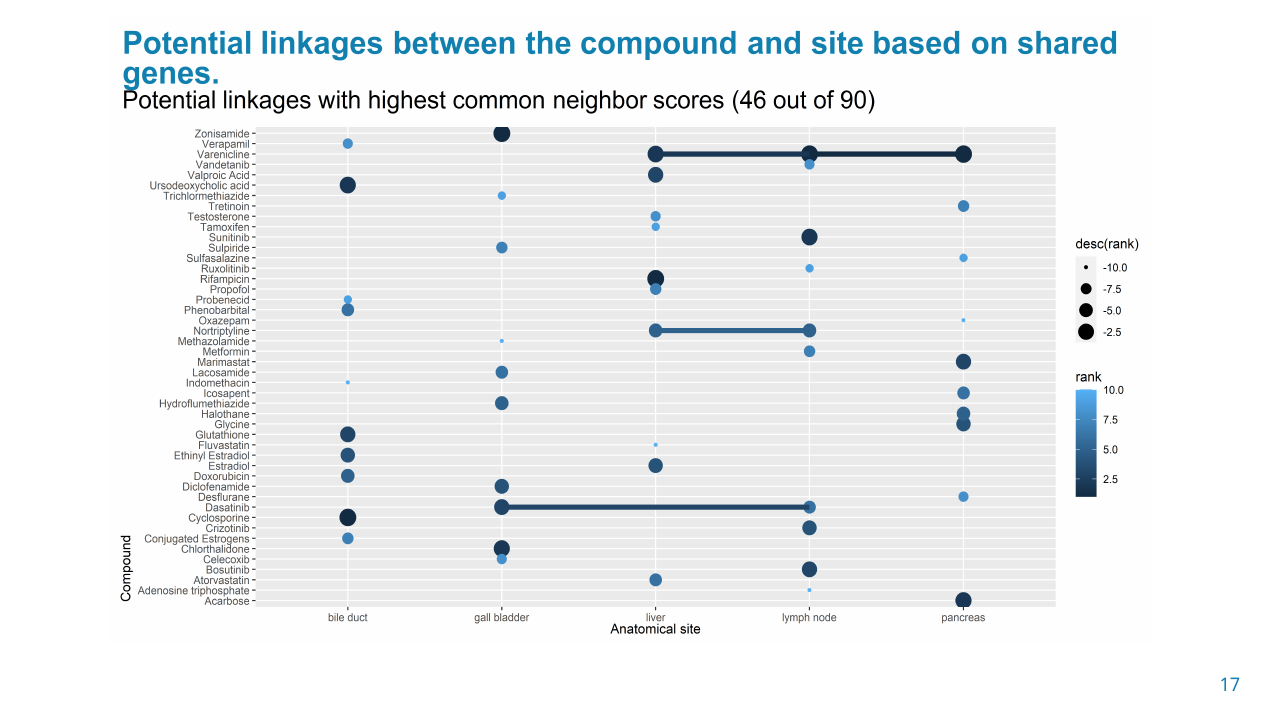 Potential linkages between the compound and site based on shared
genes.
Potential linkages with highest common neighbor scores (46 out of 90)
Zonisamide
Verapamil
Varenicline
Vandetanib
Valproic Acid
Ursodeoxycholic acid
Trichlormethiazide
Tretinoin
Testosterone
Tamoxifen
Sunitinib
Sulpiride
Sulfasalazine
Ruxolitinib
Rifampicin
Propofol
Probenecid
Phenobarbital
Oxazepam
Nortriptyline
Methazolamide
Metformin
Marimastat
Lacosamide
Indomethacin
Icosapent
Hydroflumethiazide
Halothane
Glycine
Glutathione
Fluvastatin
Ethinyl Estradiol
Estradiol
Doxorubicin
Diclofenamide
Desflurane
Dasatinib
Cyclosporine
Crizotinib
Conjugated Estrogens
Chlorthalidone
Celecoxib
Bosutinib
Atorvastatin
Adenosine triphosphate
Acarbose
Compound
bile duct gall bladder liver lymph node pancreas
Anatomical site
desc(rank)
-10.0
-7.5
-5.0
-2.5
rank
10.0
7.5
5.0
2.5
17